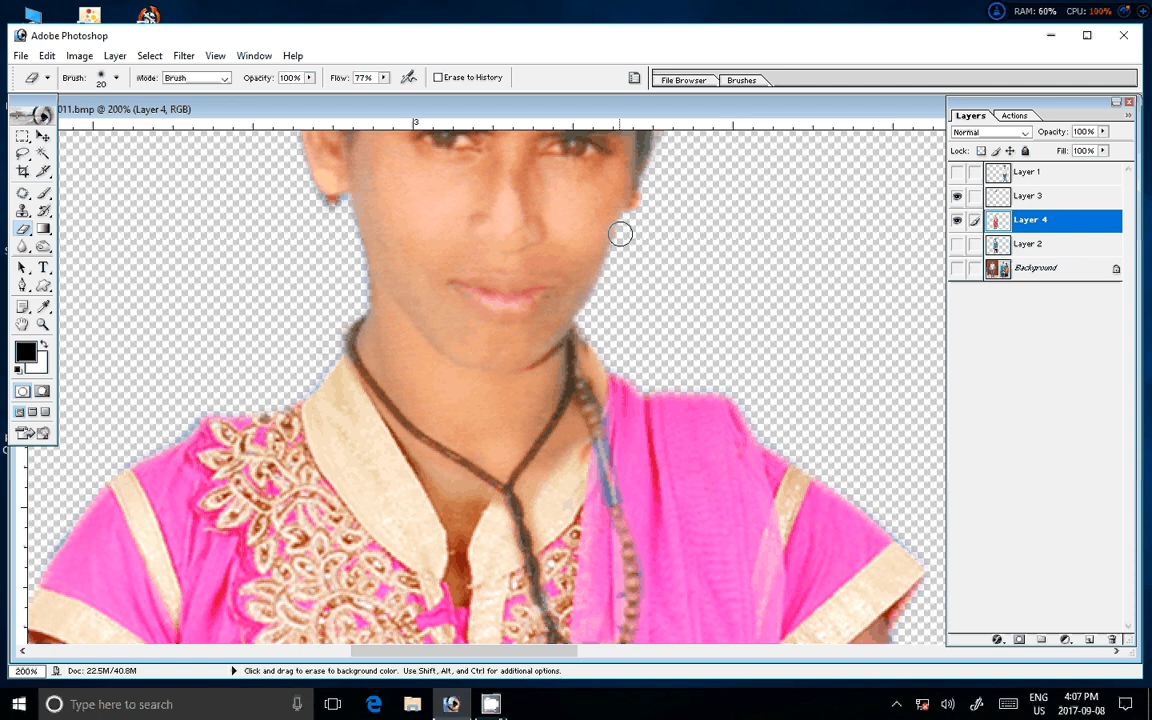 RAM: 60% CPU: 100%
Adobe Photoshop
File Edit Image Layer Select Filter View Window Help
Brush: 20 Mode: Brush Opacity: 100% Flow: 77% Erase to History File Browser Brushes
011.bmp @ 200% (Layer 4, RGB)
3
Layers Actions
Normal Opacity: 100%
Lock: Fill: 100%
Layer 1
Layer 3
Layer 4
Layer 2
Background
200% Doc: 22.5M/40.8M Click and drag to erase to background color. Use Shift, Alt, and Ctrl for additional options.
Type here to search
ENG 4:07 PM
US 2017-09-08